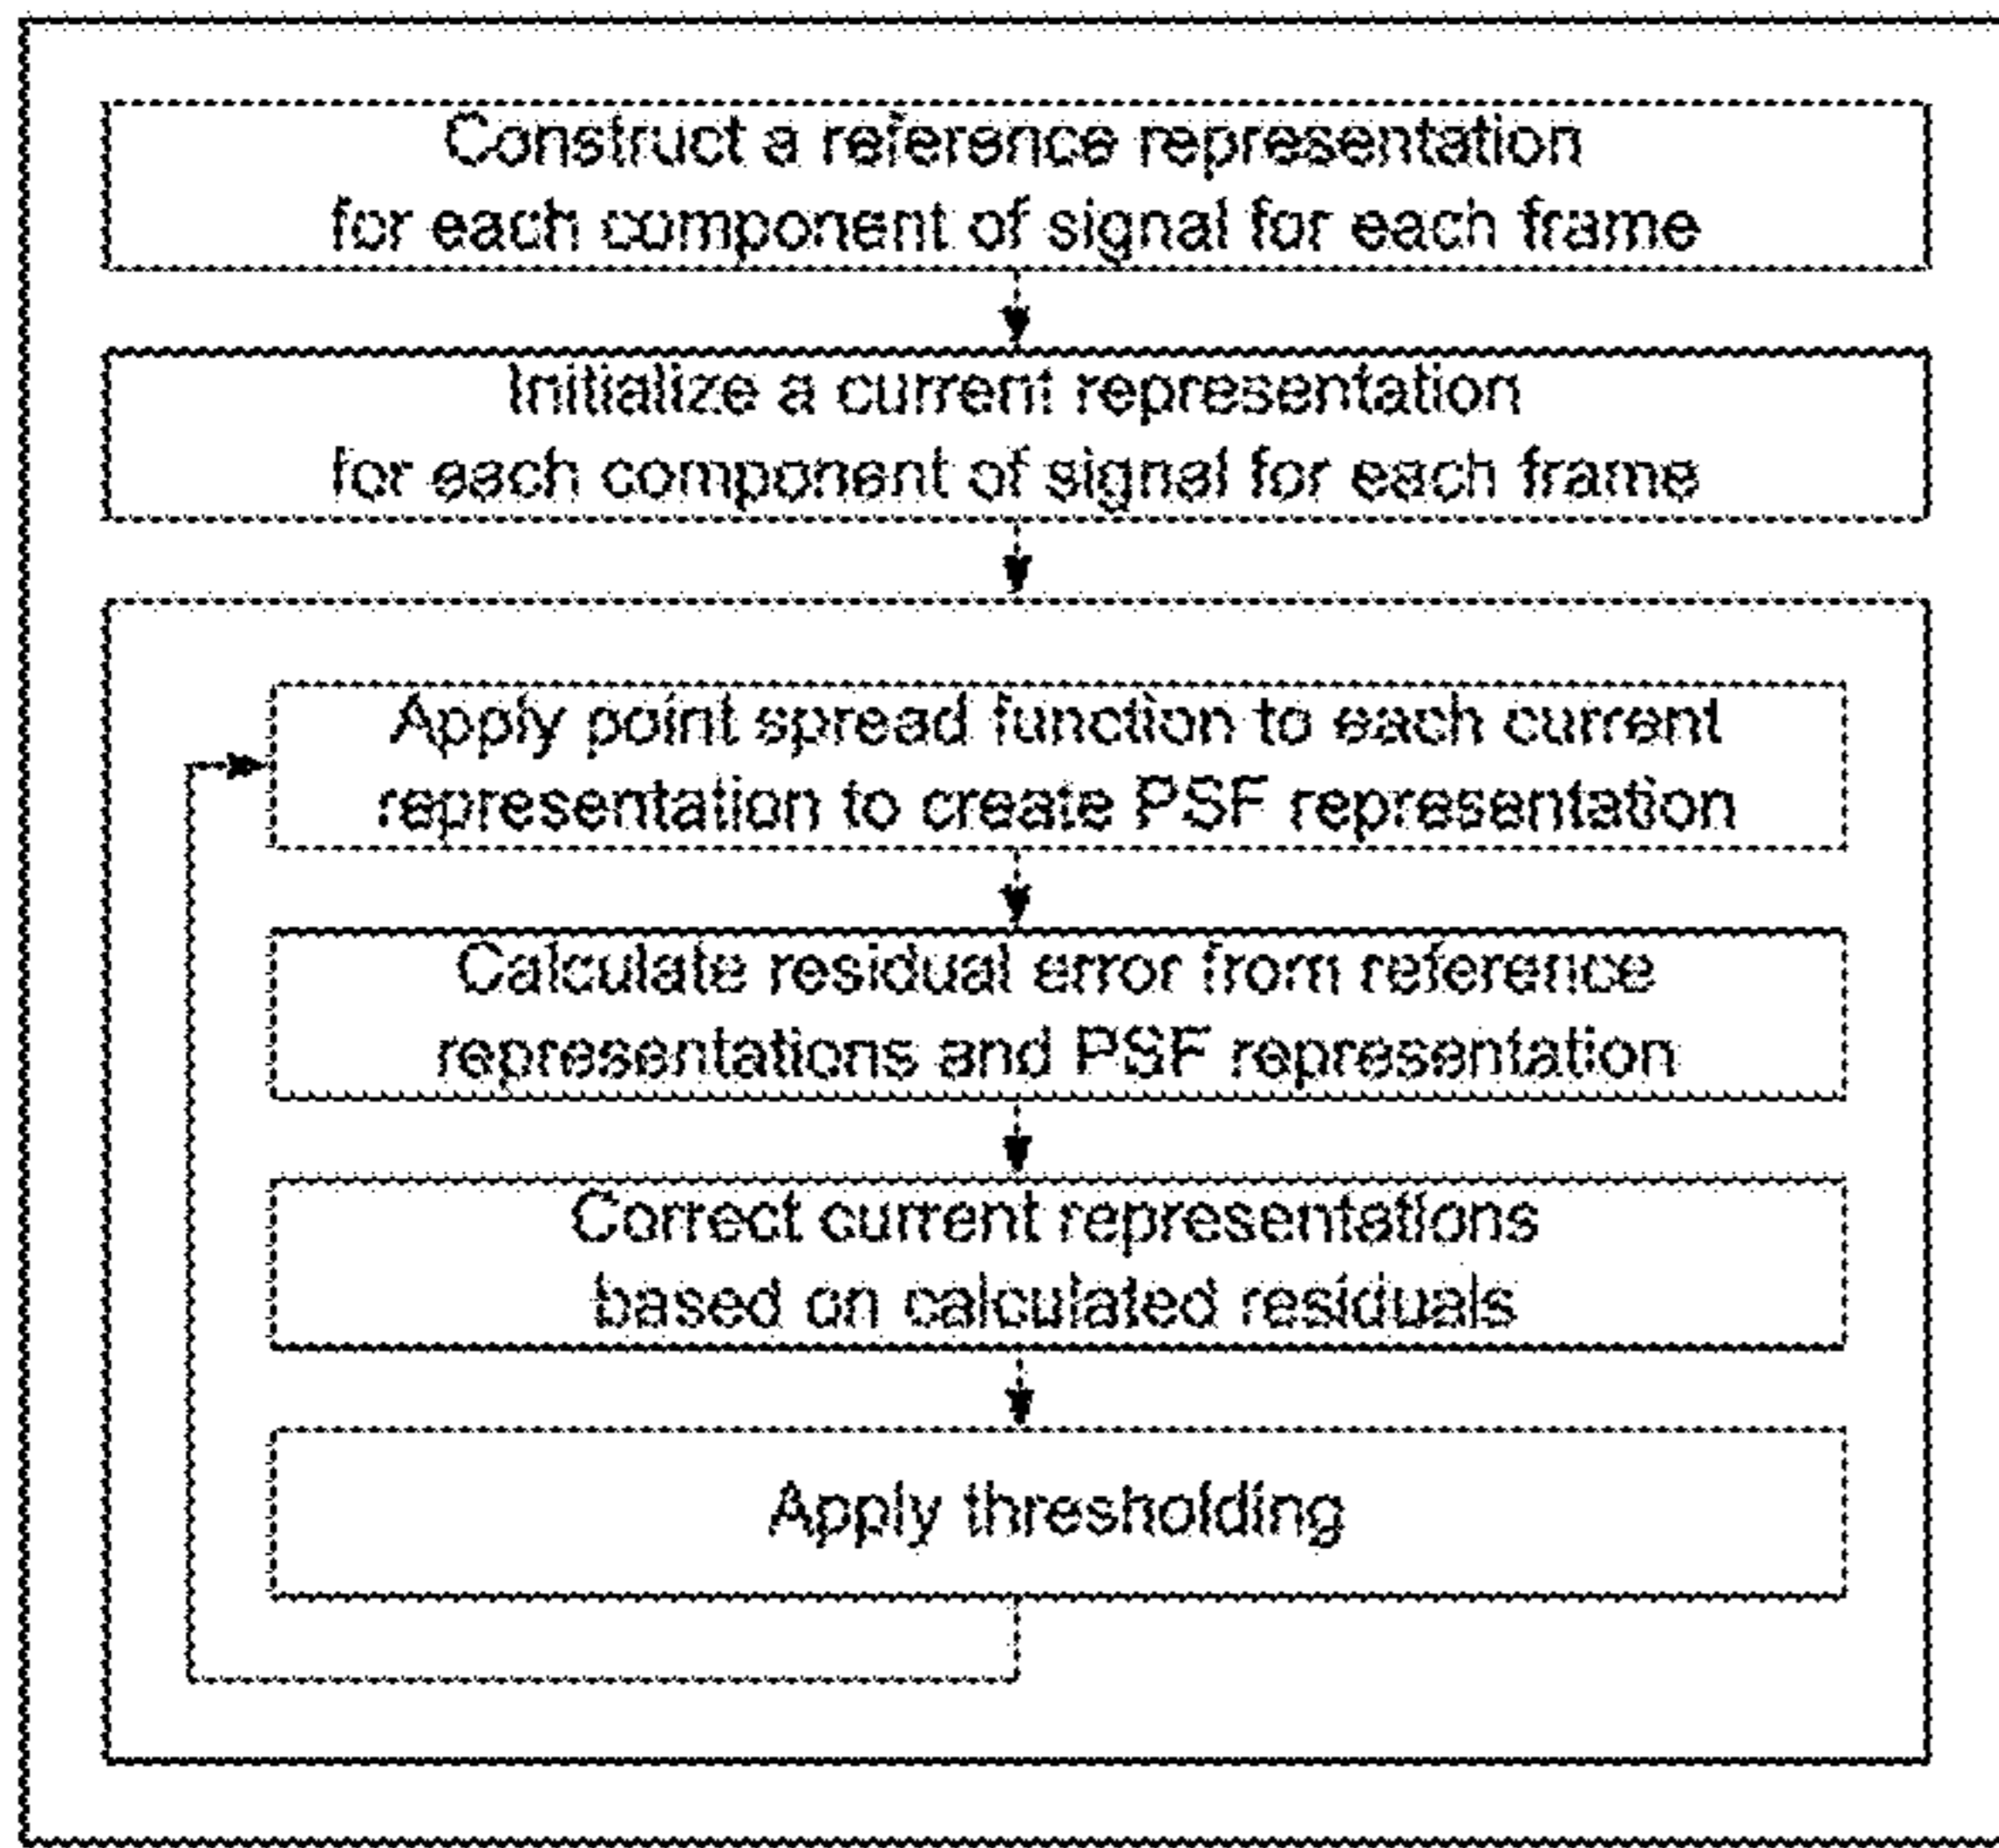 Construct a reference representation
for each component of signal for each frame
Initialize a current representation
for each component of signal for each frame
Apply point spread function to each current
representation to create PSF representation
Calculate residual error from reference
representations and PSF representation
Correct current representations
based on calculated residuals
Apply thresholding